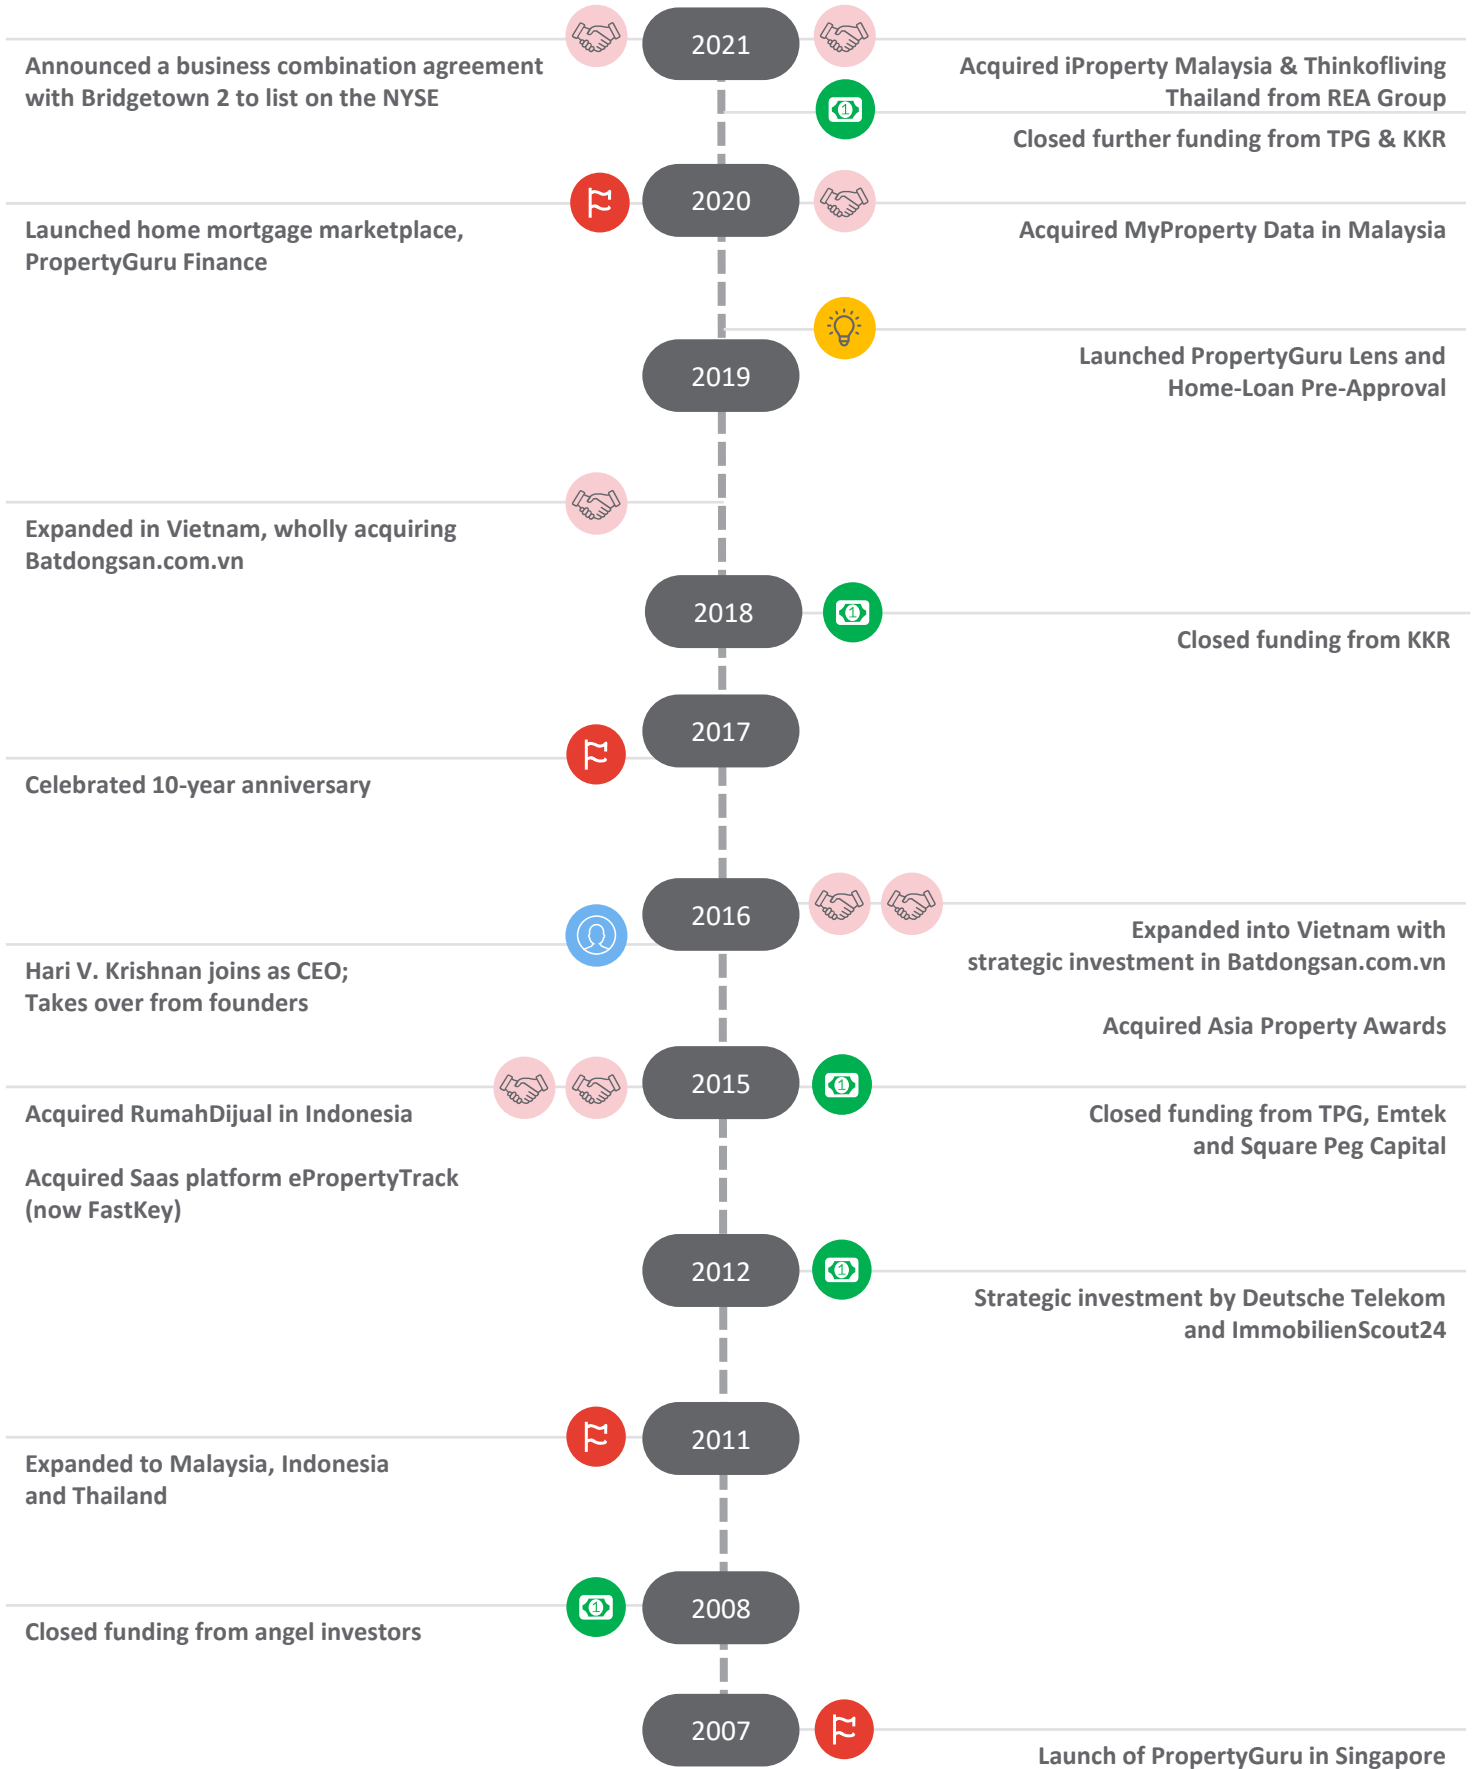 2021
Announced a business combination agreement
with Bridgetown 2 to list on the NYSE
Acquired iProperty Malaysia & Thinkofliving
Thailand from REA Group
1
Closed further funding from TPG & KKR
2020
Launched home mortgage marketplace,
PropertyGuru Finance
Acquired MyProperty Data in Malaysia
Launched PropertyGuru Lens and
Home-Loan Pre-Approval
2019
Expanded in Vietnam, wholly acquiring
Batdongsan.com.vn
2018
1
Closed funding from KKR
2017
Celebrated 10-year anniversary
2016
Expanded into Vietnam with
strategic investment in Batdongsan.com.vn
Acquired Asia Property Awards
Hari V. Krishnan joins as CEO;
Takes over from founders
2015
1
Acquired RumahDijual in Indonesia
Acquired Saas platform ePropertyTrack
(now FastKey)
Closed funding from TPG, Emtek
and Square Peg Capital
2012
1
Strategic investment by Deutsche Telekom
and ImmobilienScout24
2011
Expanded to Malaysia, Indonesia
and Thailand
1
2008
Closed funding from angel investors
2007
Launch of PropertyGuru in Singapore